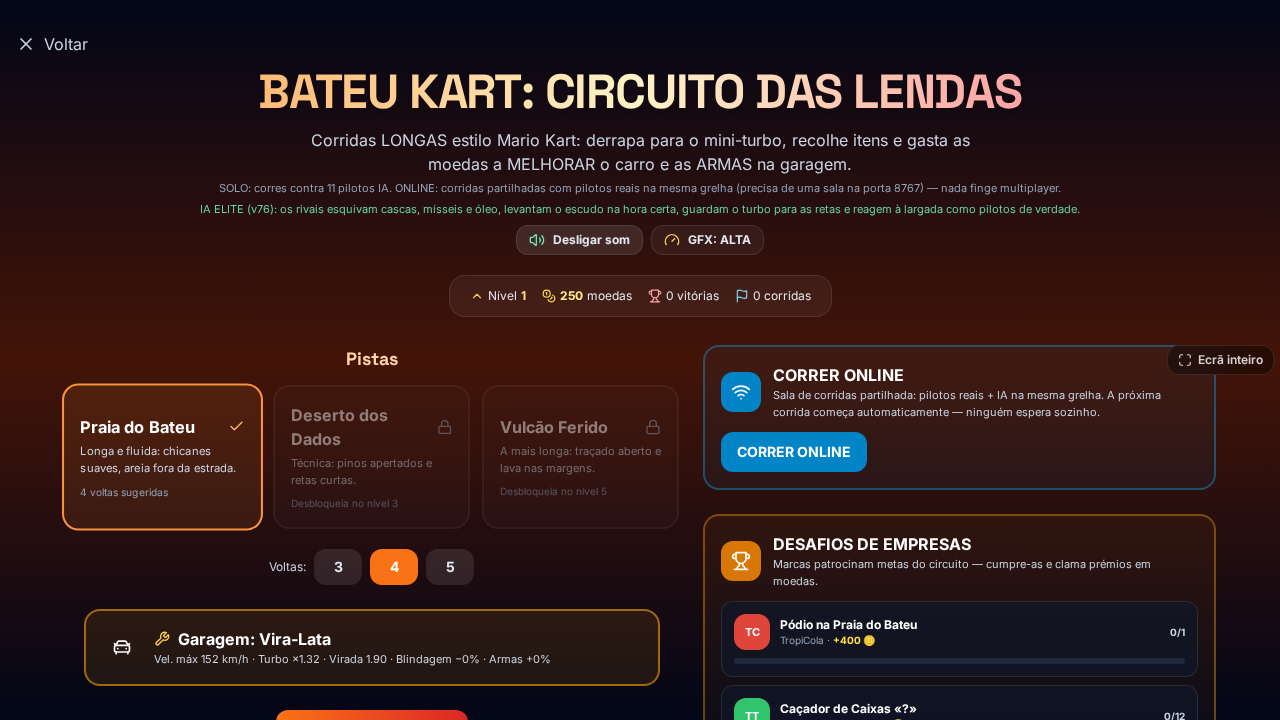 Voltar
BATEU KART: CIRCUITO DAS LENDAS
Corridas LONGAS estilo Mario Kart: derrapa para o mini-turbo, recolhe itens e gasta as
moedas a MELHORAR o carro e as ARMAS na garagem.
SOLO: corres contra 11 pilotos IA. ONLINE: corridas partilhadas com pilotos reais na mesma grelha (precisa de uma sala na porta 8767) — nada finge multiplayer.
IA ELITE (v76): os rivais esquivam cascas, mísseis e óleo, levantam o escudo na hora certa, guardam o turbo para as retas e reagem à largada como pilotos de verdade.
Desligar som
GFX: ALTA
Nível 1
250 moedas
0 vitórias
0 corridas
Pistas
Praia do Bateu
Longa e fluida: chicanes
suaves, areia fora da estrada.
4 voltas sugeridas
Deserto dos
Dados
Técnica: pinos apertados e
retas curtas.
Desbloqueia no nível 3
Vulcão Ferido
A mais longa: traçado aberto e
lava nas margens.
Desbloqueia no nível 5
Voltas:
3
4
5
Garagem: Vira-Lata
Vel. máx 152 km/h · Turbo ×1.32 · Virada 1.90 · Blindagem −0% · Armas +0%
Ecrã inteiro
CORRER ONLINE
Sala de corridas partilhada: pilotos reais + IA na mesma grelha. A próxima
corrida começa automaticamente — ninguém espera sozinho.
CORRER ONLINE
DESAFIOS DE EMPRESAS
Marcas patrocinam metas do circuito — cumpre-as e clama prémios em
moedas.
TC
Pódio na Praia do Bateu
TropiCola · +400
0/1
TT
Caçador de Caixas «?»
0/12